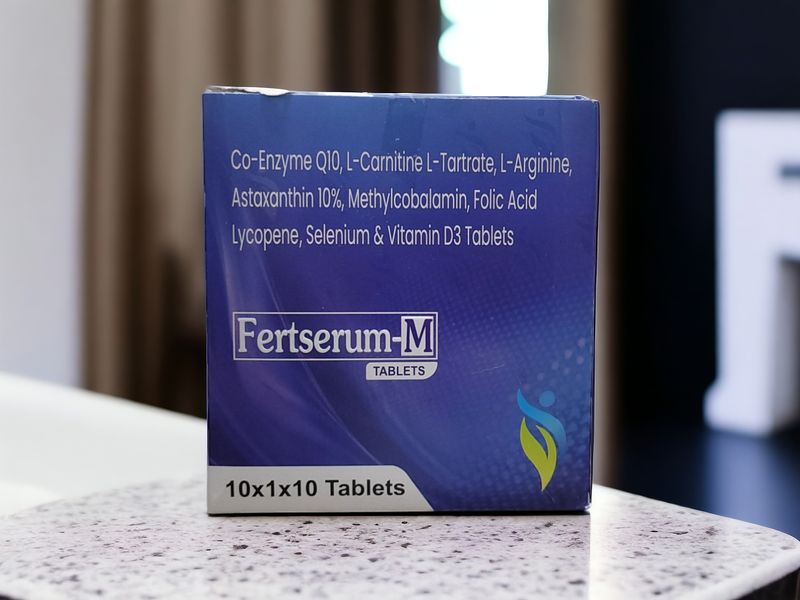 Co-Enzyme Q10, L-Carnitine L-Tartrate, L-Arginine,
Astaxanthin 10%, Methylcobalamin, Folic Acid
Lycopene, Selenium & Vitamin D3 Tablets
Fertserum-M
TABLETS
10x1x10 Tablets